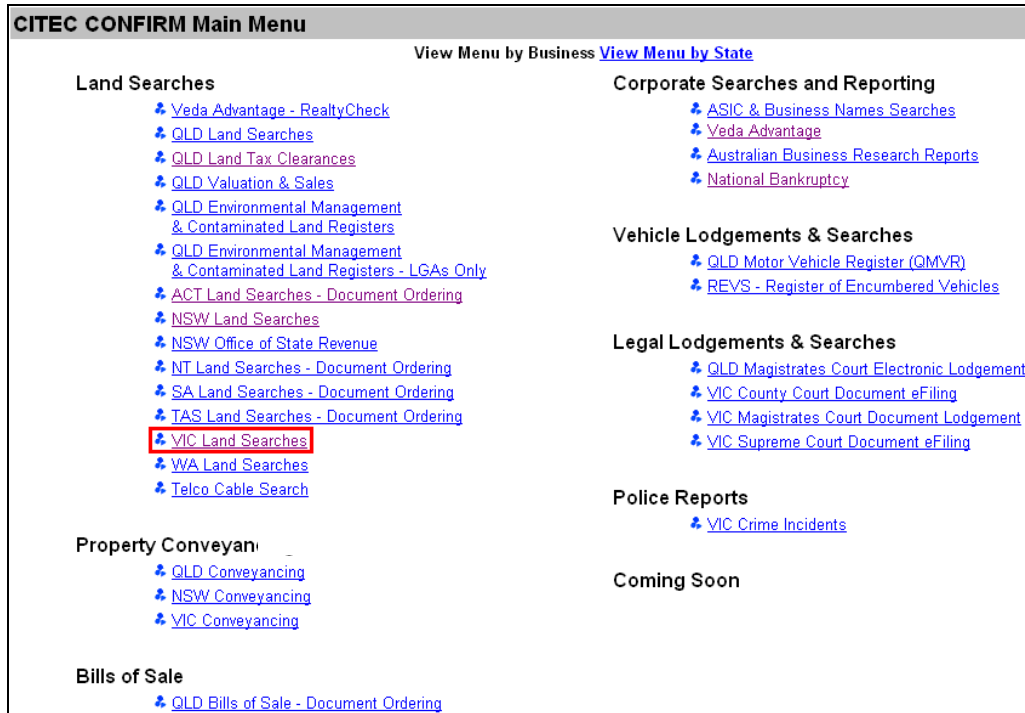 CITEC CONFIRM Main Menu
View Menu by Business View Menu by State
Land Searches
Veda Advantage - RealtyCheck
QLD Land Searches
QLD Land Tax Clearances
QLD Valuation & Sales
QLD Environmental Management
& Contaminated Land Registers
QLD Environmental Management
& Contaminated Land Registers - LGAs Only
ACT Land Searches - Document Ordering
NSW Land Searches
NSW Office of State Revenue
NT Land Searches - Document Ordering
SA Land Searches - Document Ordering
TAS Land Searches - Document Ordering
VIC Land Searches
WA Land Searches
Telco Cable Search
Property Conveyan
QLD Conveyancing
NSW Conveyancing
VIC Conveyancing
Bills of Sale
QLD Bills of Sale - Document Ordering
Corporate Searches and Reporting
ASIC & Business Names Searches
Veda Advantage
Australian Business Research Reports
National Bankruptcy
Vehicle Lodgements & Searches
QLD Motor Vehicle Register (QMVR)
REVS - Register of Encumbered Vehicles
Legal Lodgements & Searches
QLD Magistrates Court Electronic Lodgement
VIC County Court Document eFiling
VIC Magistrates Court Document Lodgement
VIC Supreme Court Document eFiling
Police Reports
VIC Crime Incidents
Coming Soon